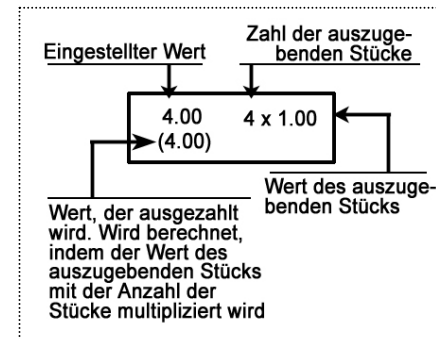 Zahl der auszuge-
benden Stücke
Eingestellter Wert
4.00 4 x 1.00
(4.00)
Wert des auszuge-
benden Stücks
Wert, der ausgezahlt
wird. Wird berechnet,
indem der Wert des
auszugebenden Stücks
mit der Anzahl der
Stücke multipliziert wird